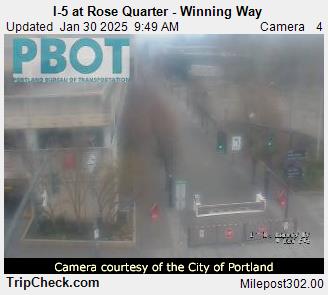 I-5 at Rose Quarter - Winning Way
Updated Jan 30 2025 9:49 AM Camera 4
PBOT
PORTLAND BUREAU OF TRANSPORTATION
Camera courtesy of the City of Portland
TripCheck.com Milepost302.00